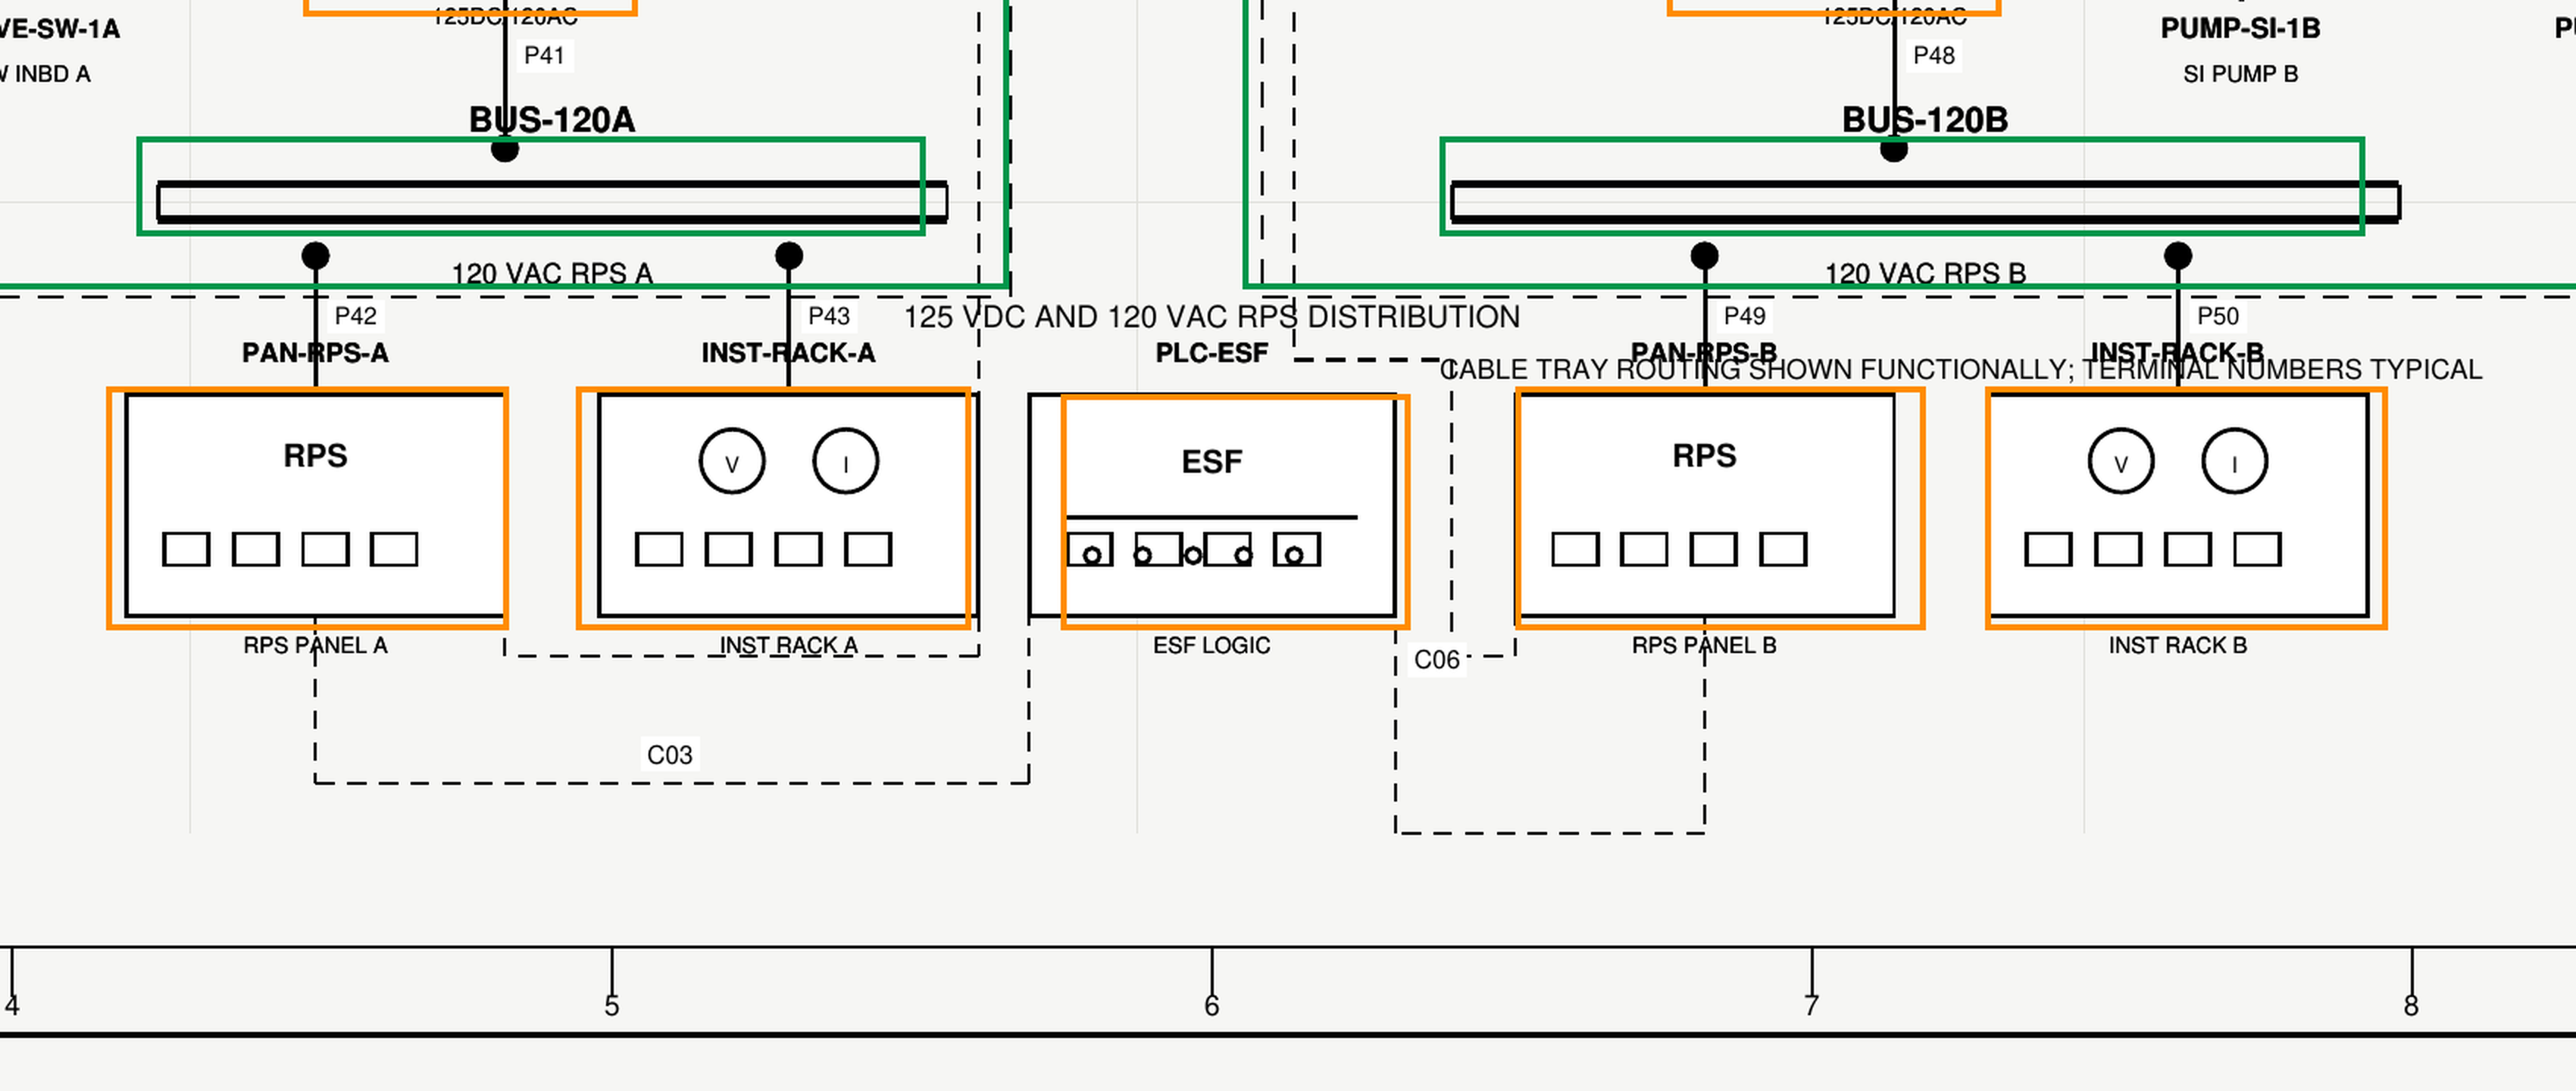 125DC/120AC
125DC/120AC
VE-SW-1A
PUMP-SI-1B
P41
P48
INBD A
SI PUMP B
BUS-120A
BUS-120B
120 VAC RPS A
120 VAC RPS B
P42
P43
125 VDC AND 120 VAC RPS DISTRIBUTION
P49
P50
PAN-RPS-A
INST-RACK-A
PLC-ESF
PAN-RPS-B
INST-RACK-B
CABLE TRAY ROUTING SHOWN FUNCTIONALLY; TERMINAL NUMBERS TYPICAL
RPS
V
I
ESF
RPS
V
I
RPS PANEL A
INST RACK A
ESF LOGIC
C06
RPS PANEL B
INST RACK B
C03
4
5
6
7
8